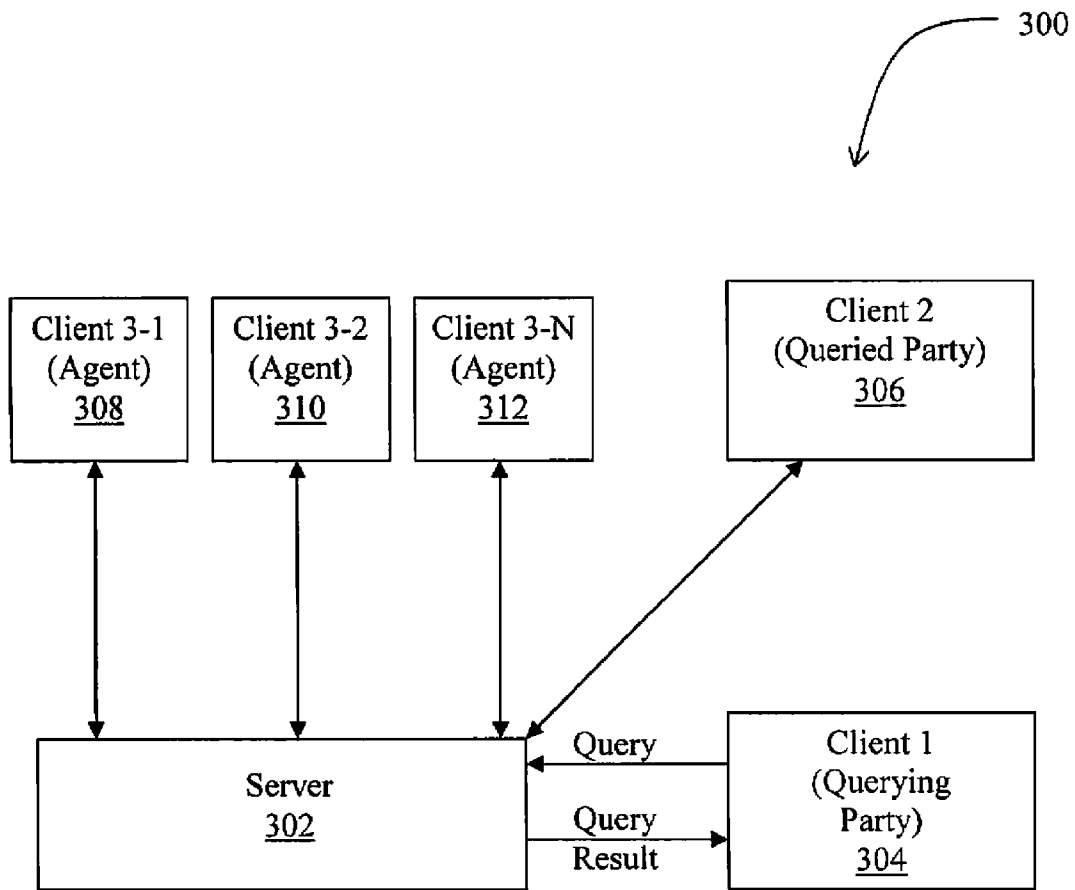 300
Client 3-1
(Agent)
308
Client 3-2
(Agent)
310
Client 3-N
(Agent)
312
Client 2
(Queried Party)
306
Server
302
Query
Query
Result
Client 1
(Querying
Party)
304